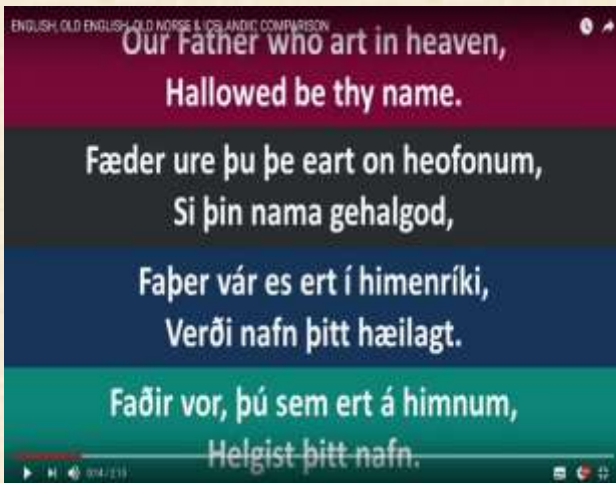 ENGLISH, OLD ENGLISH, OLD NORSE & ICELANDIC COMPARISON
Our Father who art in heaven,
Hallowed be thy name.
Fæder ure þu þe eart on heofonum,
Si þin nama gehalgod,
Faþer vár es ert í himenríki,
Verði nafn þitt hæilagt.
Faðir vor, þú sem ert á himnum,
Helgist þitt nafn.